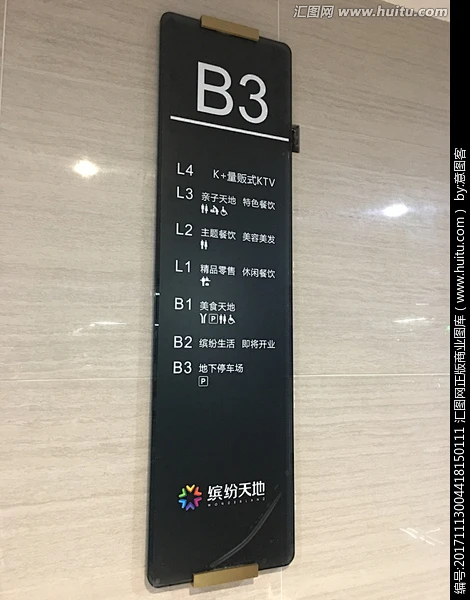 汇图网 www.huitu.com
B3
L4 K+量贩式KTV
L3 亲子天地 特色餐饮
L2 主题餐饮 美容美发
L1 精品零售 休闲餐饮
B1 美食天地
P
B2 缤纷生活 即将开业
B3 地下停车场
P
缤纷天地
WONDERLAND
编号:20171113004418150111 汇图网正版商业图库（www.huitu.com）by:意图客